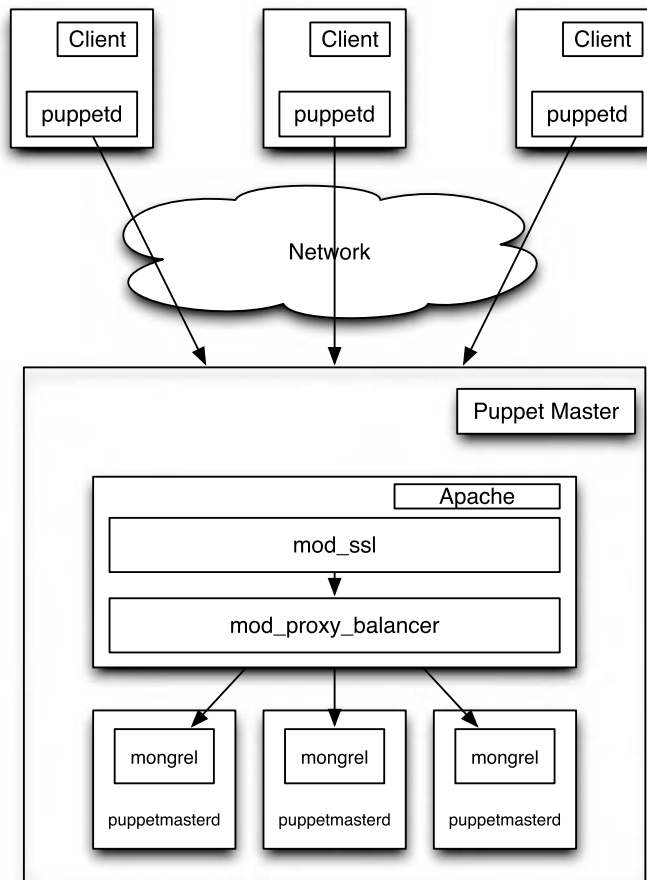 Client
Client
Client
puppetd
puppetd
puppetd
Network
Puppet Master
Apache
mod_ssl
mod_proxy_balancer
mongrel
mongrel
mongrel
puppetmasterd
puppetmasterd
puppetmasterd